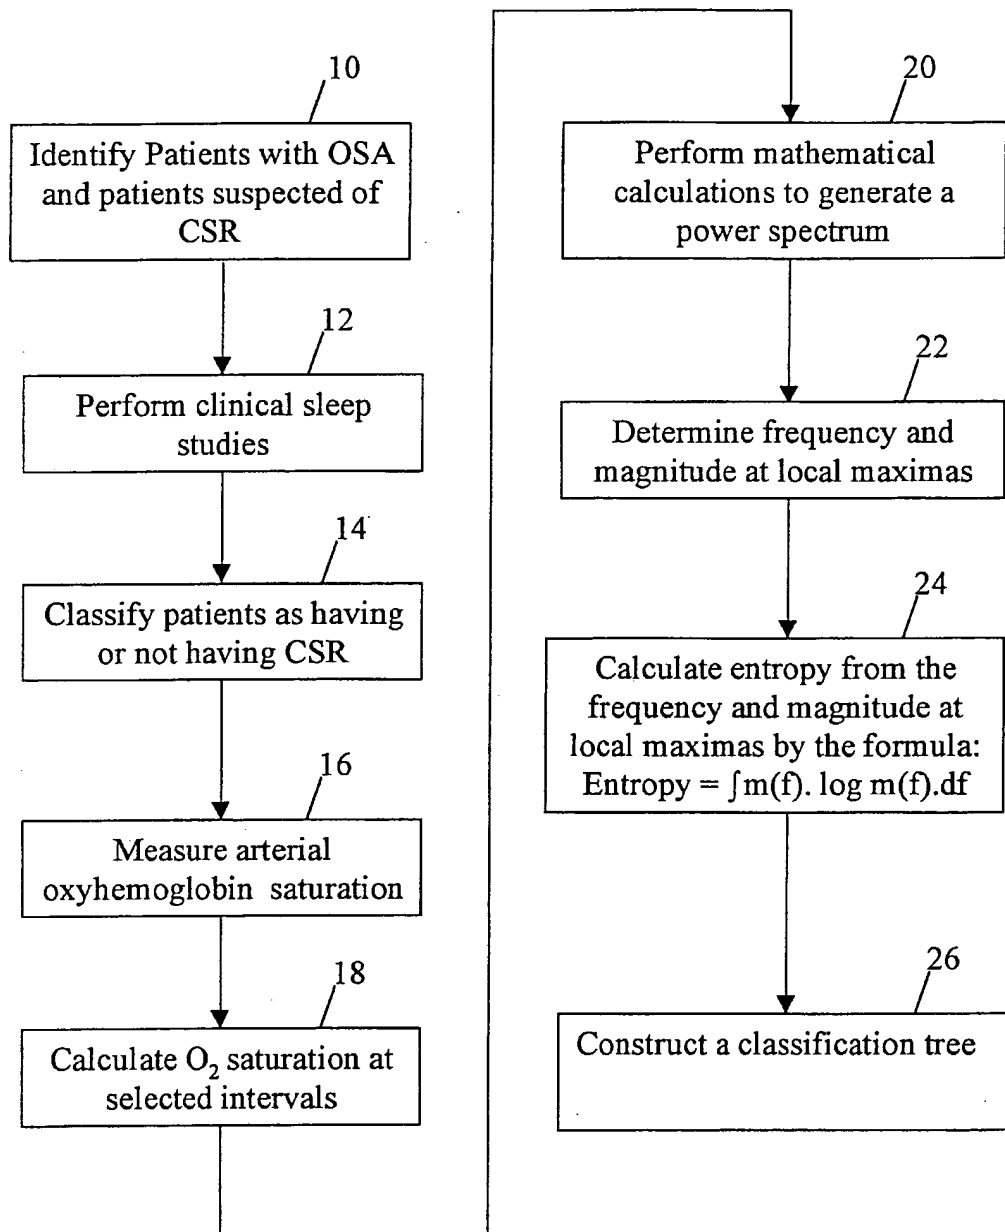 10
Identify Patients with OSA
and patients suspected of
CSR
12
Perform clinical sleep
studies
14
Classify patients as having
or not having CSR
16
Measure arterial
oxyhemoglobin saturation
18
Calculate O₂ saturation at
selected intervals
20
Perform mathematical
calculations to generate a
power spectrum
22
Determine frequency and
magnitude at local maximas
24
Calculate entropy from the
frequency and magnitude at
local maximas by the formula:
Entropy = ∫m(f). log m(f).df
26
Construct a classification tree